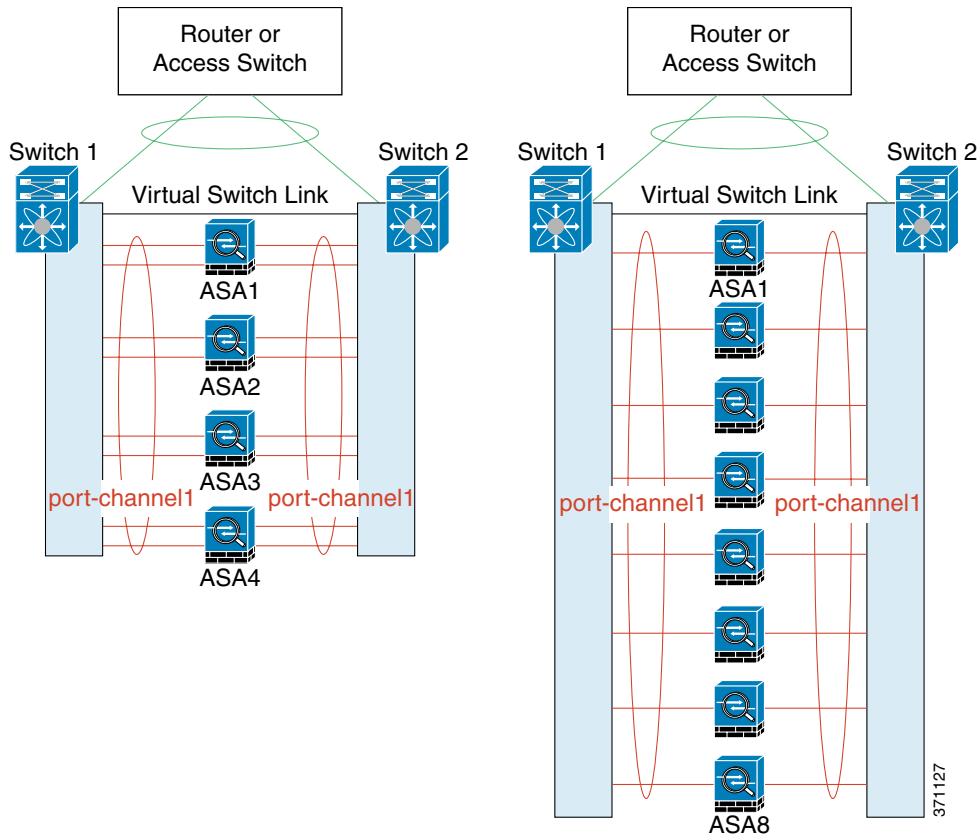 Router or
Access Switch
Switch 1
Switch 2
Virtual Switch Link
ASA1
ASA2
ASA3
port-channel1
port-channel1
ASA4
Router or
Access Switch
Switch 1
Switch 2
Virtual Switch Link
ASA1
port-channel1
port-channel1
ASA8
371127